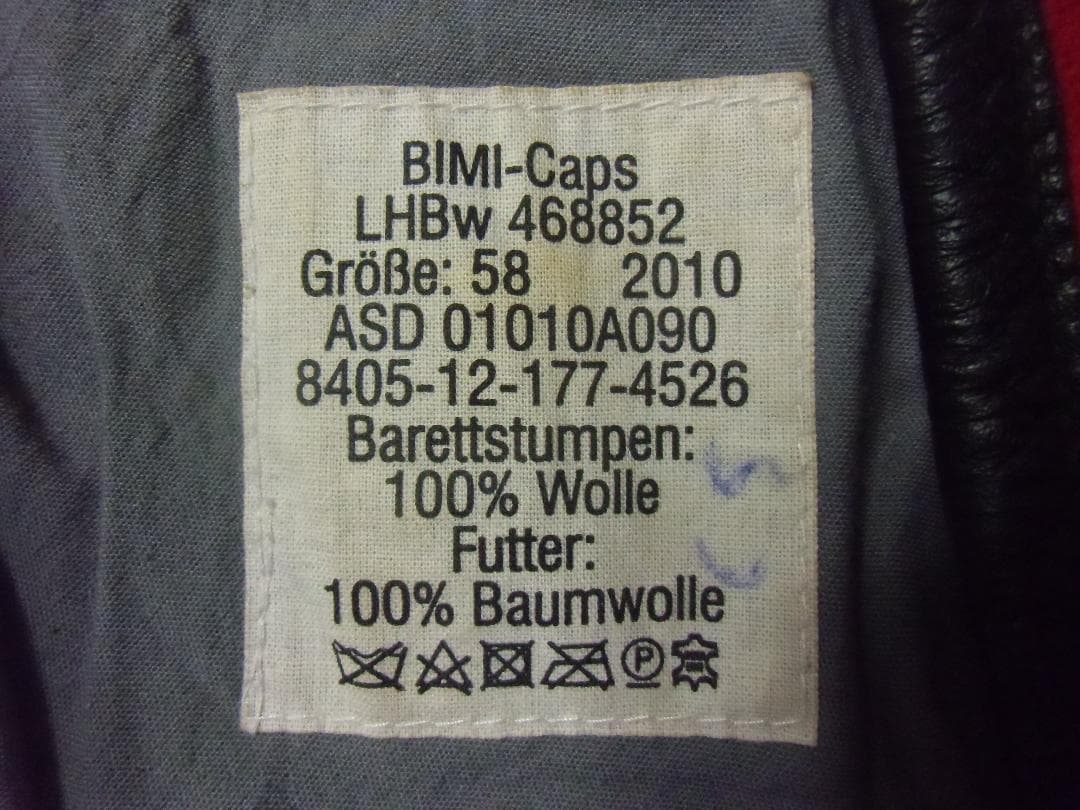 BIMI-Caps
LHBw 468852
Größe: 58 2010
ASD 01010A090
8405-12-177-4526
Barettstumpen:
100% Wolle
Futter:
100% Baumwolle
P